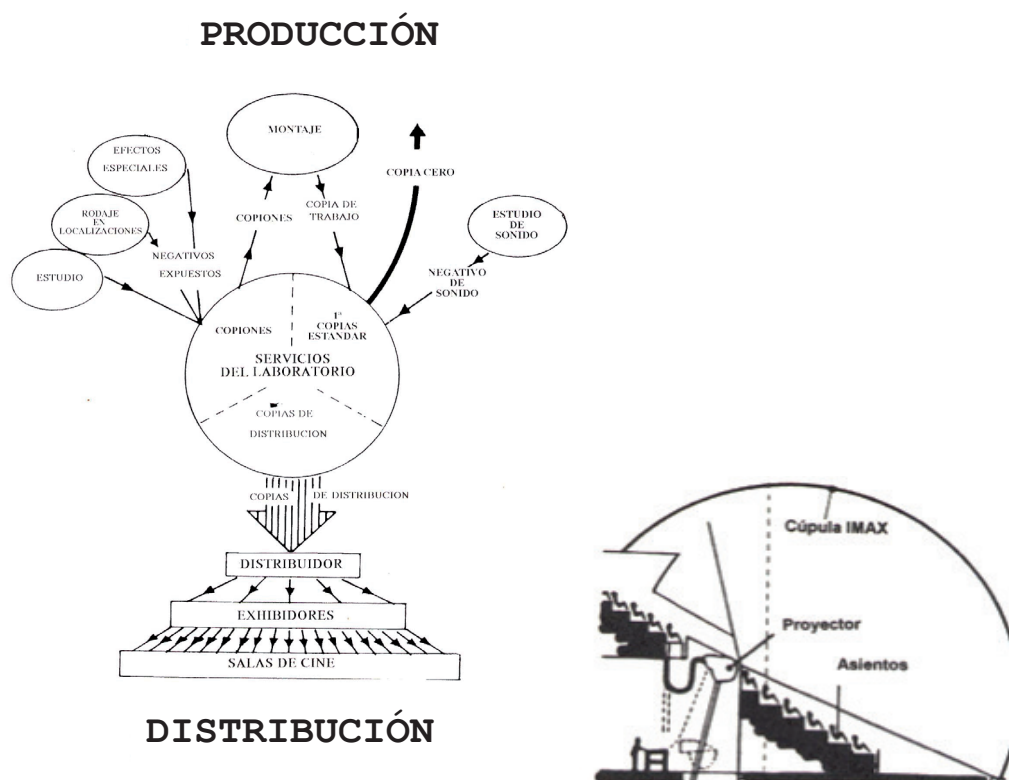 PRODUCCIÓN
MONTAJE
EFECTOS
ESPECIALES
COPIA CERO
RODAJE
EN
LOCALIZACIONES
COPIONES
COPIA DE
TRABAJO
ESTUDIO
DE
SONIDO
NEGATIVOS
EXPUESTOS
ESTUDIO
NEGATIVO
DE
SONIDO
COPIONES
1ª
COPIAS
ESTANDAR
SERVICIOS
DEL LABORATORIO
COPIAS DE
DISTRIBUCION
COPIAS DE DISTRIBUCION
DISTRIBUIDOR
EXHIBIDORES
SALAS DE CINE
DISTRIBUCIÓN
Cúpula IMAX
Proyector
Asientos